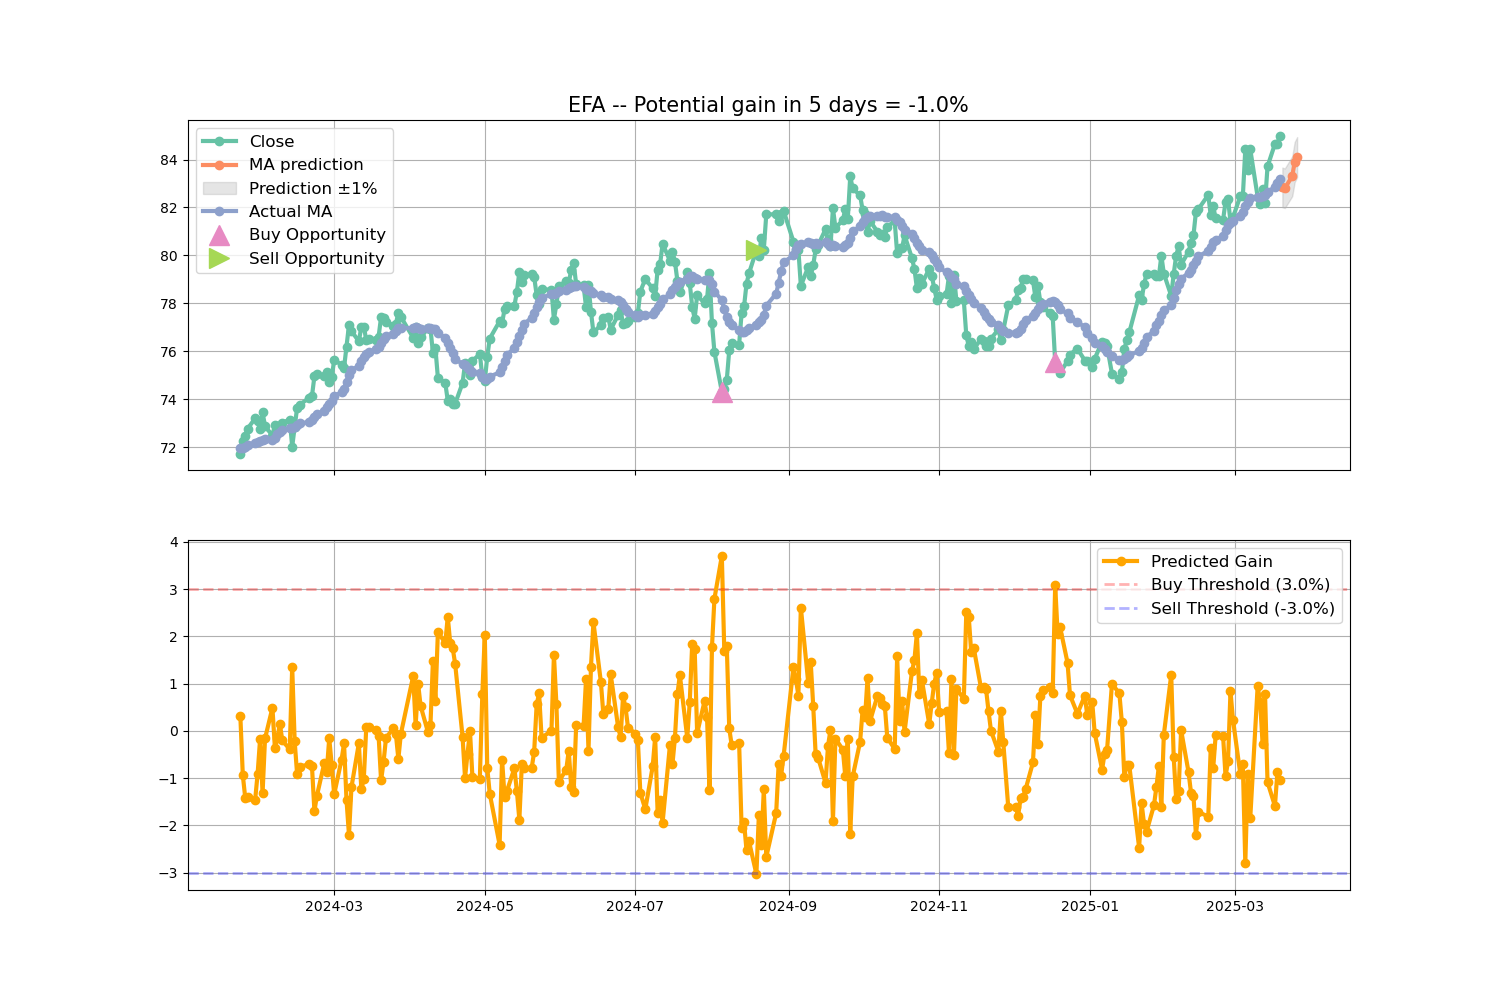 EFA -- Potential gain in 5 days = -1.0%
Close
MA prediction
Prediction ±1%
Actual MA
Buy Opportunity
Sell Opportunity
84
82
80
78
76
74
72
Predicted Gain
Buy Threshold (3.0%)
Sell Threshold (-3.0%)
4
3
2
1
0
−1
−2
−3
2024-03 2024-05 2024-07 2024-09 2024-11 2025-01 2025-03